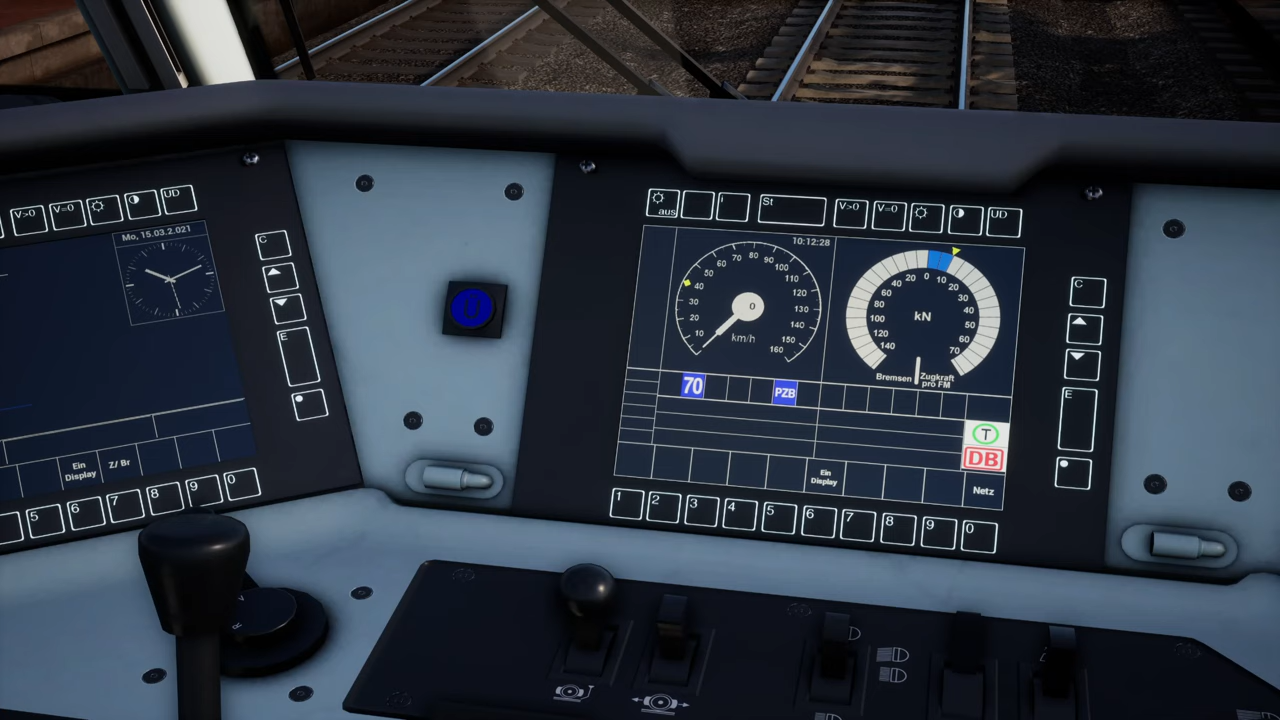 V>0
V=0
UD
Mo, 15.03.2.021
C
E
Ein
Display
Z/ Br
5
6
7
8
9
0
V
R
aus
i
St
V>0
V=0
UD
10:12:28
10
20
30
40
50
60
70
80
90
100
110
120
130
140
150
160
0
km/h
140
120
100
80
60
40
20
0
10
20
30
40
50
60
70
kN
Bremsen
Zugkraft
pro FM
70
PZB
T
DB
Ein
Display
Netz
C
E
1
2
3
4
5
6
7
8
9
0